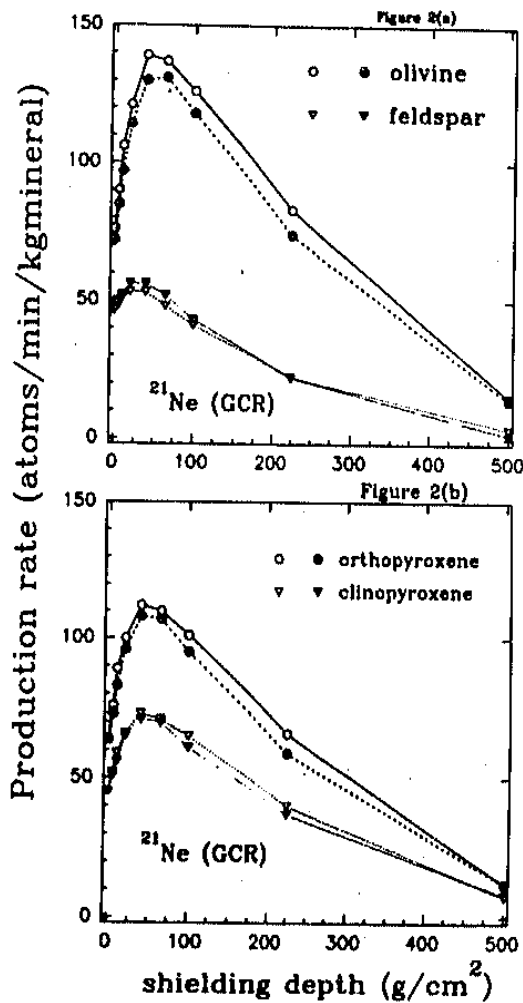 Figure 2(a)
150
olivine
feldspar
100
50
²¹Ne (GCR)
0
0 100 200 300 400 500
Figure 2(b)
150
orthopyroxene
clinopyroxene
100
50
²¹Ne (GCR)
0
0 100 200 300 400 500
shielding depth (g/cm²)
Production rate (atoms/min/kgmineral)